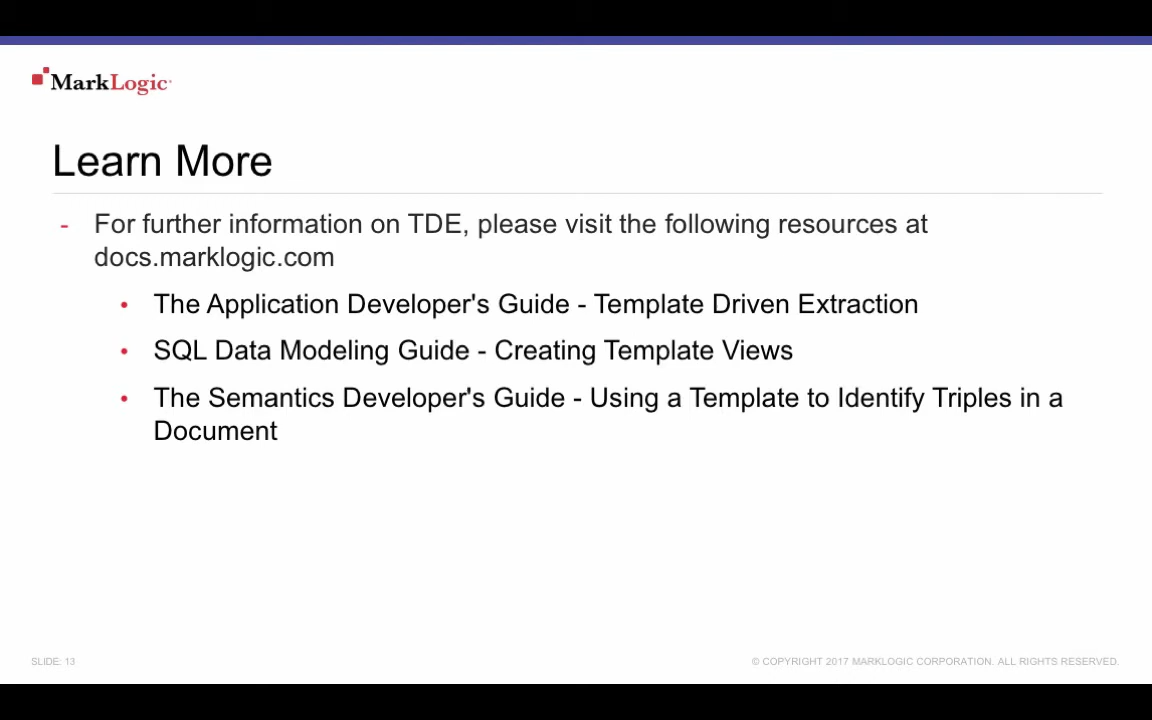 MarkLogic
Learn More
- For further information on TDE, please visit the following resources at
docs.marklogic.com
• The Application Developer's Guide - Template Driven Extraction
• SQL Data Modeling Guide - Creating Template Views
• The Semantics Developer's Guide - Using a Template to Identify Triples in a
Document
SLIDE: 13
© COPYRIGHT 2017 MARKLOGIC CORPORATION. ALL RIGHTS RESERVED.